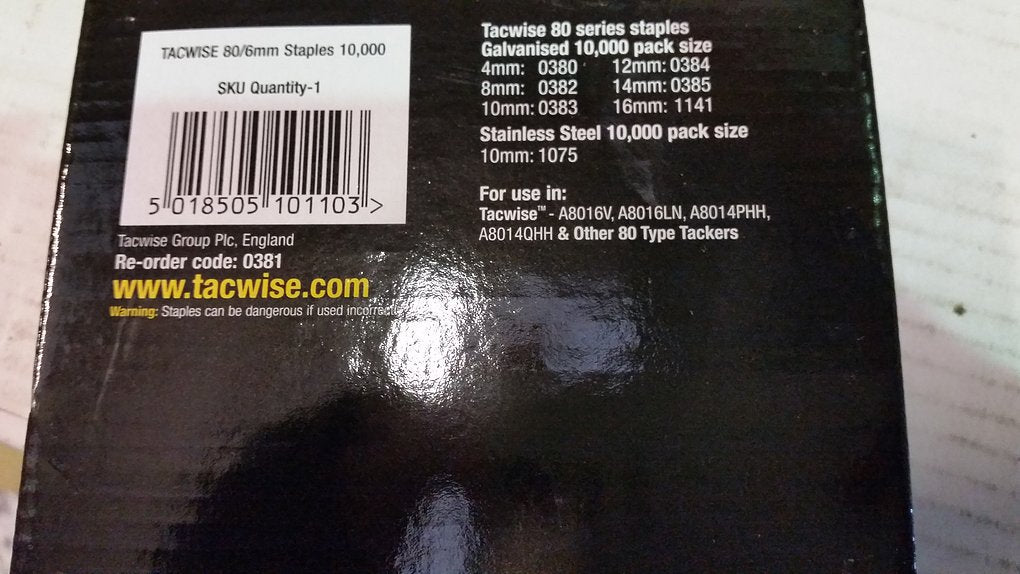 TACWISE 80/6mm Staples 10,000
SKU Quantity-1
5 018505 101103 >
Tacwise Group Plc, England
Re-order code: 0381
www.tacwise.com
Warning: Staples can be dangerous if used incorrectly
Tacwise 80 series staples
Galvanised 10,000 pack size
4mm: 0380 12mm: 0384
8mm: 0382 14mm: 0385
10mm: 0383 16mm: 1141
Stainless Steel 10,000 pack size
10mm: 1075
For use in:
Tacwise™ - A8016V, A8016LN, A8014PHH,
A8014QHH & Other 80 Type Tackers